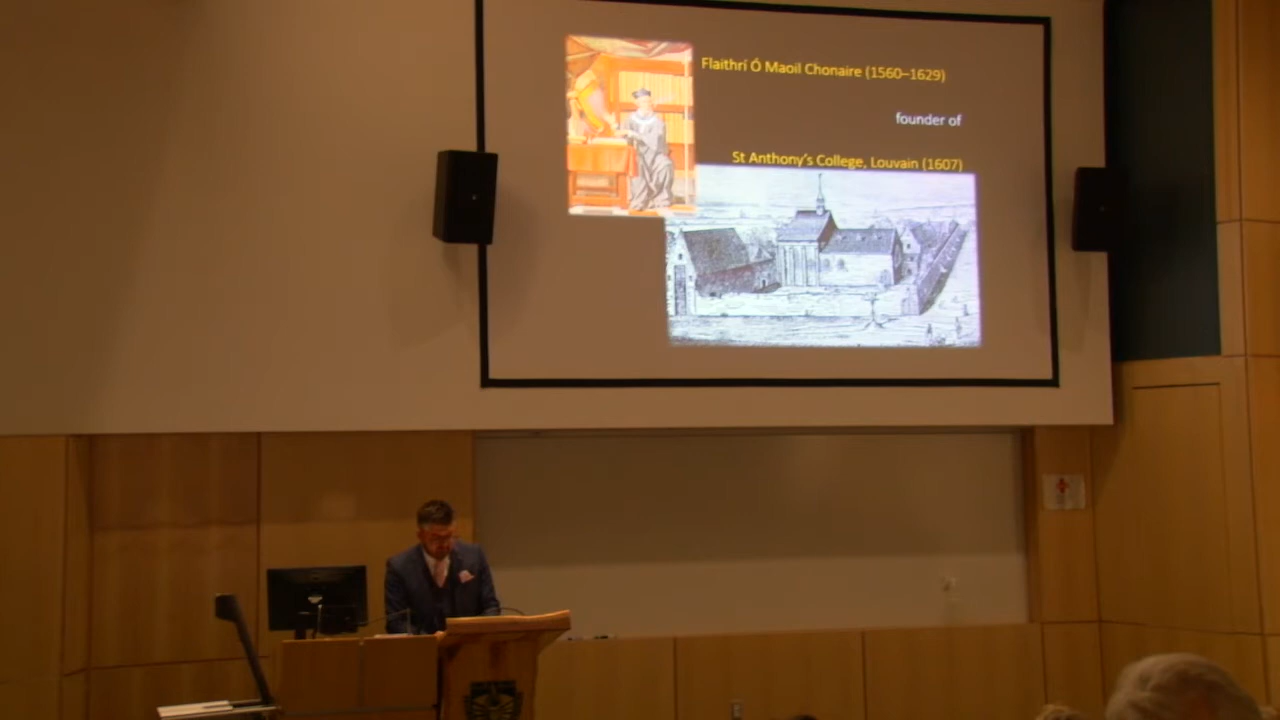 Flaithrí Ó Maoil Chonaire (1560–1629)
founder of
St Anthony's College, Louvain (1607)